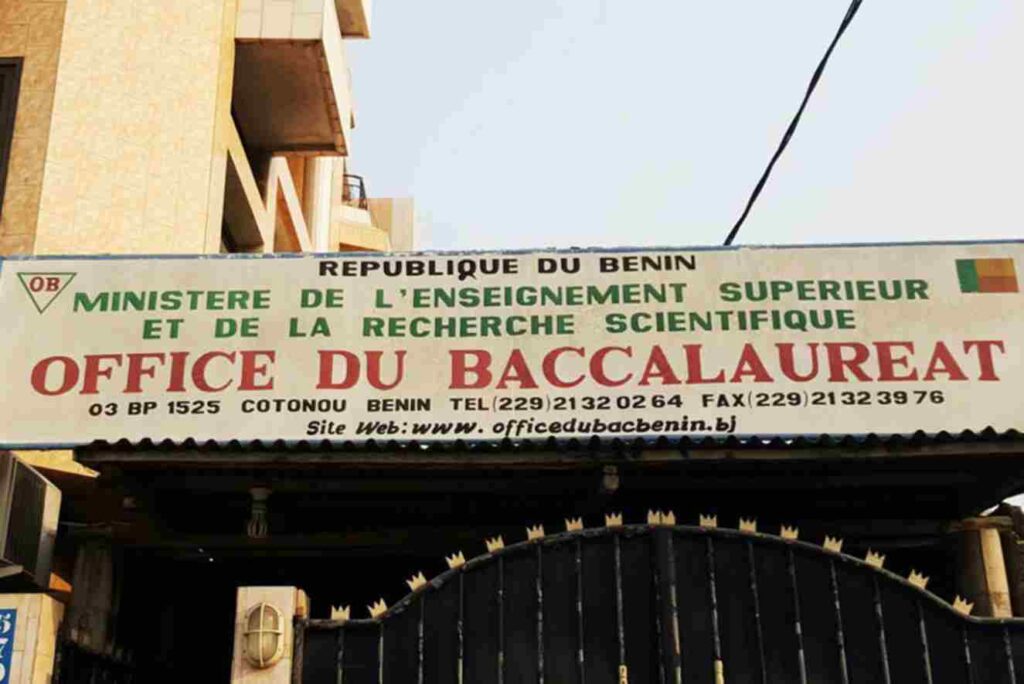 REPUBLIQUE DU BENIN
OB
MINISTERE DE L'ENSEIGNEMENT SUPERIEUR
ET DE LA RECHERCHE SCIENTIFIQUE
OFFICE DU BACCALAUREAT
03 BP 1525 COTONOU BENIN TEL(229)21320264 FAX(229)21323976
Site Web: www.officedubacbenin.bj